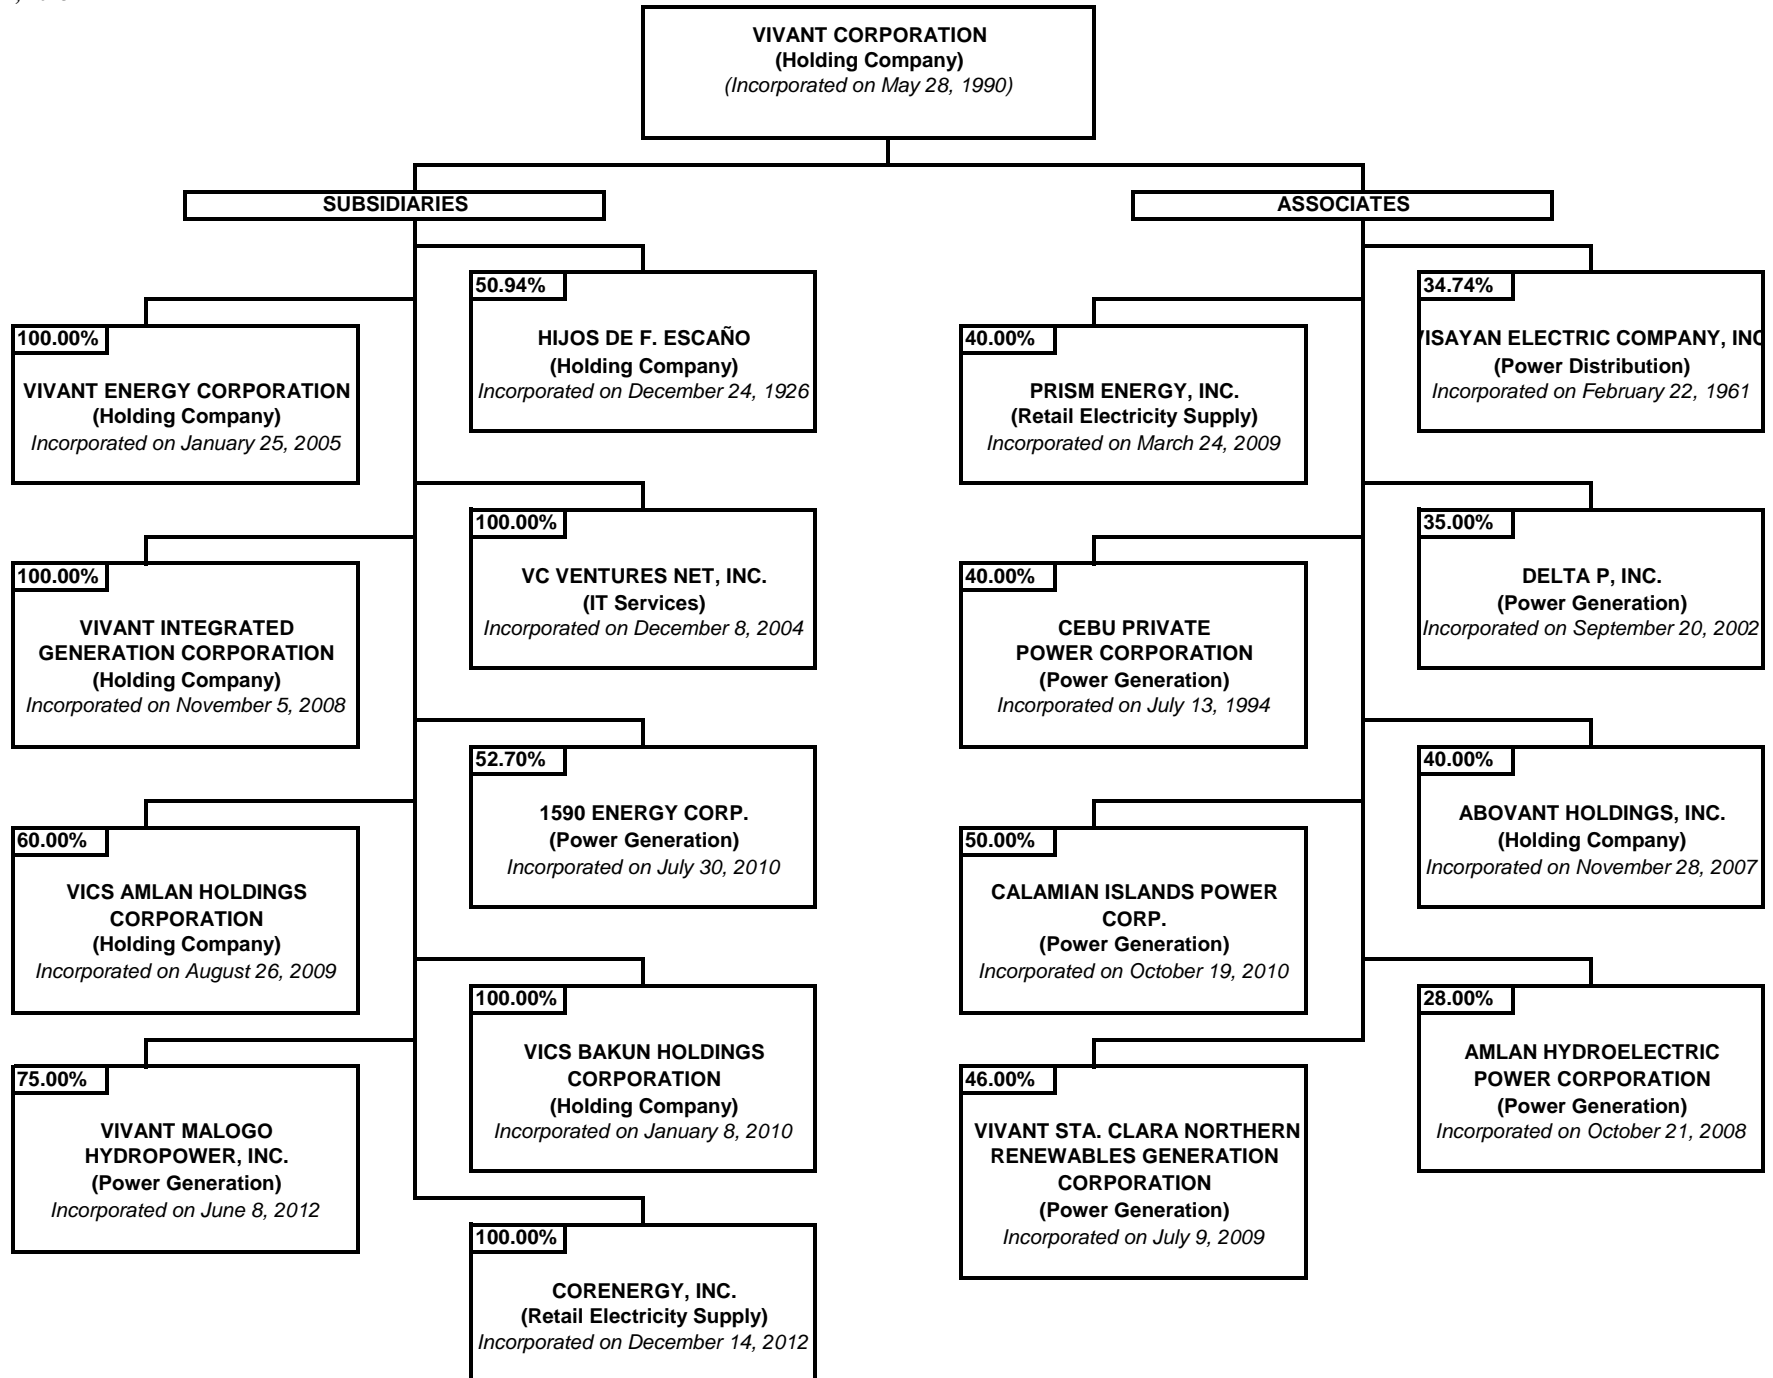 VIVANT CORPORATION
(Holding Company)
(Incorporated on May 28, 1990)
SUBSIDIARIES
ASSOCIATES
50.94%
HIJOS DE F. ESCAÑO
(Holding Company)
Incorporated on December 24, 1926
34.74%
VISAYAN ELECTRIC COMPANY, INC
(Power Distribution)
Incorporated on February 22, 1961
100.00%
VIVANT ENERGY CORPORATION
(Holding Company)
Incorporated on January 25, 2005
40.00%
PRISM ENERGY, INC.
(Retail Electricity Supply)
Incorporated on March 24, 2009
100.00%
VC VENTURES NET, INC.
(IT Services)
Incorporated on December 8, 2004
35.00%
DELTA P, INC.
(Power Generation)
Incorporated on September 20, 2002
100.00%
VIVANT INTEGRATED
GENERATION CORPORATION
(Holding Company)
Incorporated on November 5, 2008
40.00%
CEBU PRIVATE
POWER CORPORATION
(Power Generation)
Incorporated on July 13, 1994
52.70%
1590 ENERGY CORP.
(Power Generation)
Incorporated on July 30, 2010
40.00%
ABOVANT HOLDINGS, INC.
(Holding Company)
Incorporated on November 28, 2007
60.00%
VICS AMLAN HOLDINGS
CORPORATION
(Holding Company)
Incorporated on August 26, 2009
50.00%
CALAMIAN ISLANDS POWER
CORP.
(Power Generation)
Incorporated on October 19, 2010
100.00%
VICS BAKUN HOLDINGS
CORPORATION
(Holding Company)
Incorporated on January 8, 2010
28.00%
AMLAN HYDROELECTRIC
POWER CORPORATION
(Power Generation)
Incorporated on October 21, 2008
75.00%
VIVANT MALOGO
HYDROPOWER, INC.
(Power Generation)
Incorporated on June 8, 2012
46.00%
VIVANT STA. CLARA NORTHERN
RENEWABLES GENERATION
CORPORATION
(Power Generation)
Incorporated on July 9, 2009
100.00%
CORENERGY, INC.
(Retail Electricity Supply)
Incorporated on December 14, 2012